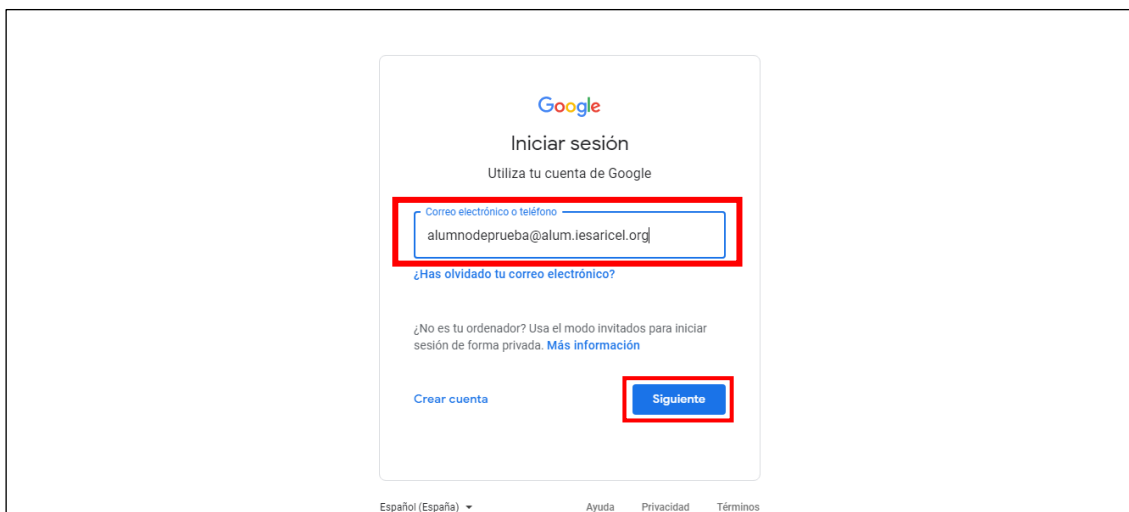 Google
Iniciar sesión
Utiliza tu cuenta de Google
Correo electrónico o teléfono
alumnodeprueba@alum.iesaricel.org
¿Has olvidado tu correo electrónico?
¿No es tu ordenador? Usa el modo invitados para iniciar
sesión de forma privada. Más información
Crear cuenta Siguiente
Español (España) Ayuda Privacidad Términos